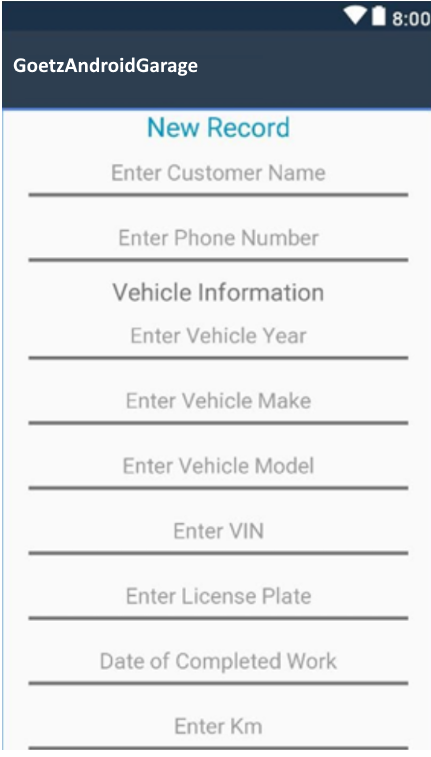 8:00
GoetzAndroidGarage
New Record
Enter Customer Name
Enter Phone Number
Vehicle Information
Enter Vehicle Year
Enter Vehicle Make
Enter Vehicle Model
Enter VIN
Enter License Plate
Date of Completed Work
Enter Km